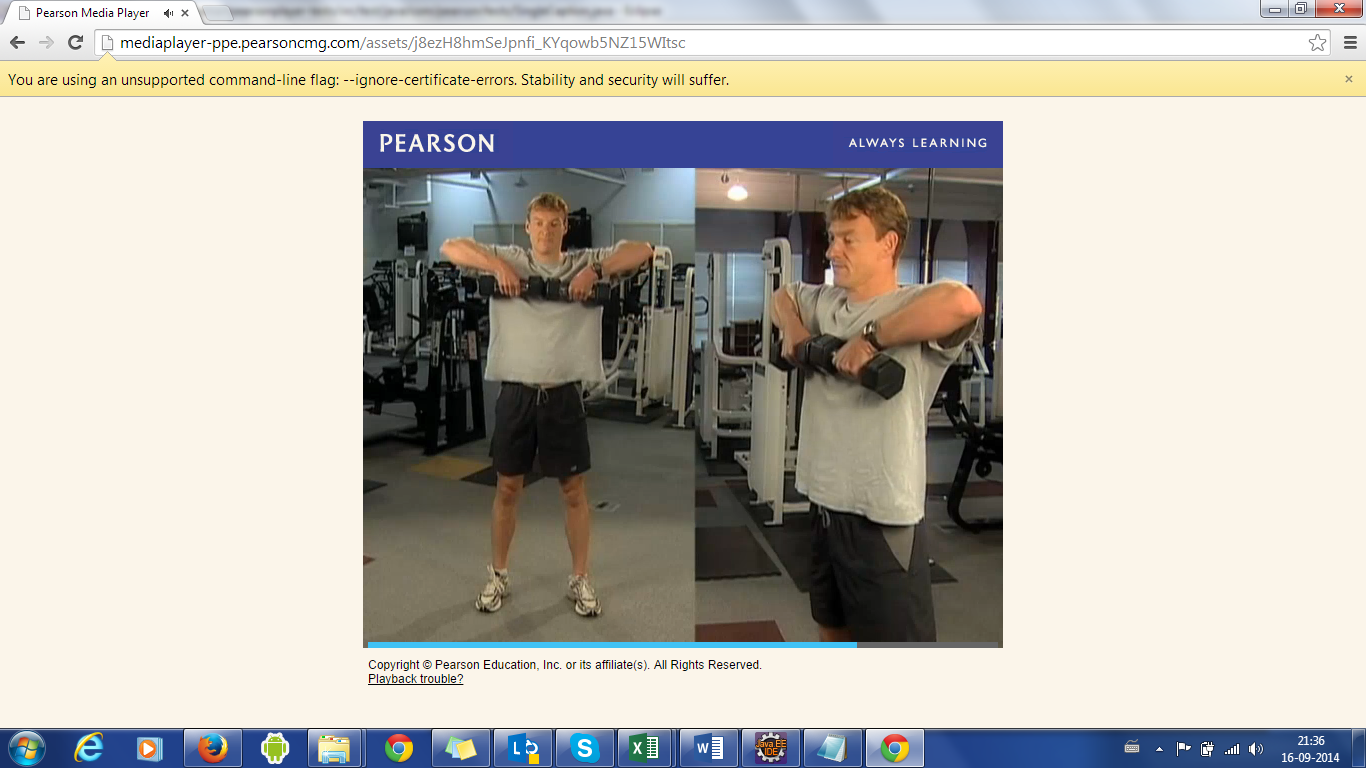 Pearson Media Player
mediaplayer-ppe.pearsoncmg.com/assets/j8ezH8hmSeJpnfi_KYqowb5NZ15WItsc
You are using an unsupported command-line flag: --ignore-certificate-errors. Stability and security will suffer.
PEARSON
ALWAYS LEARNING
Copyright © Pearson Education, Inc. or its affiliate(s). All Rights Reserved.
Playback trouble?
Java EE
IDE
21:36
16-09-2014